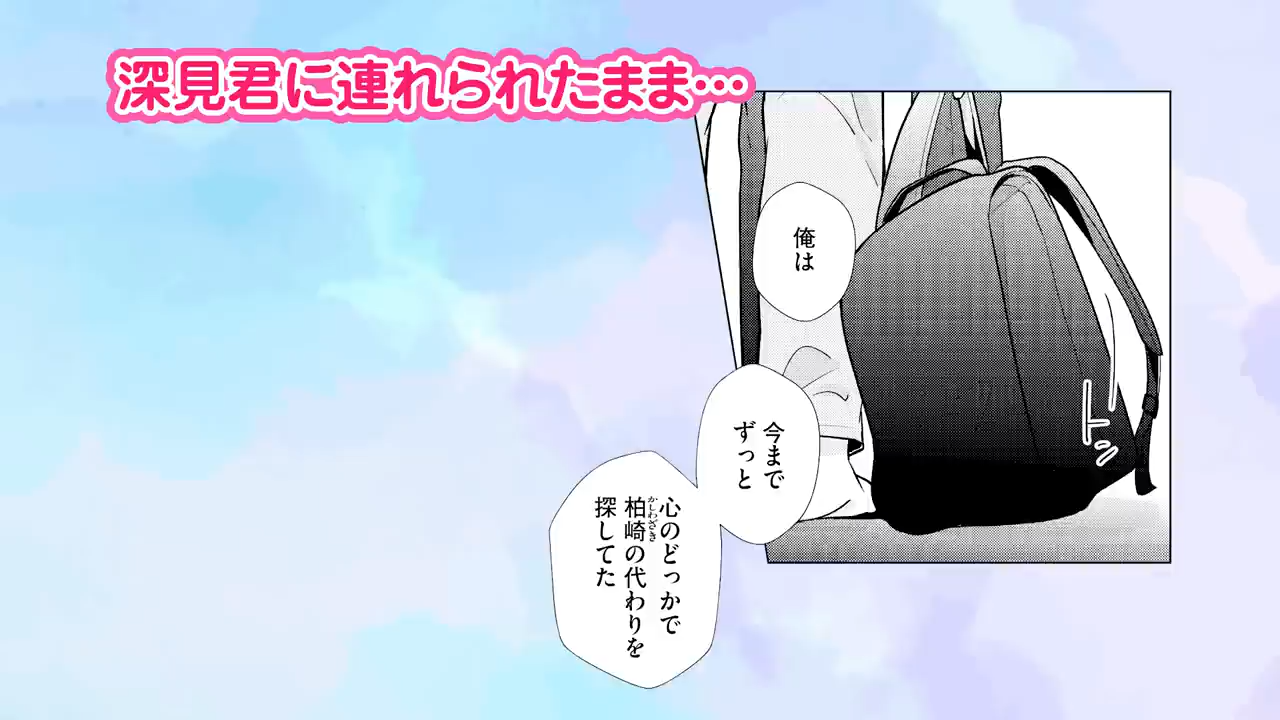 深見君に連れられたまま…
俺は
今まで
ずっと
心のどっかで
柏崎の代わりを
かしわざき
探してた
トン